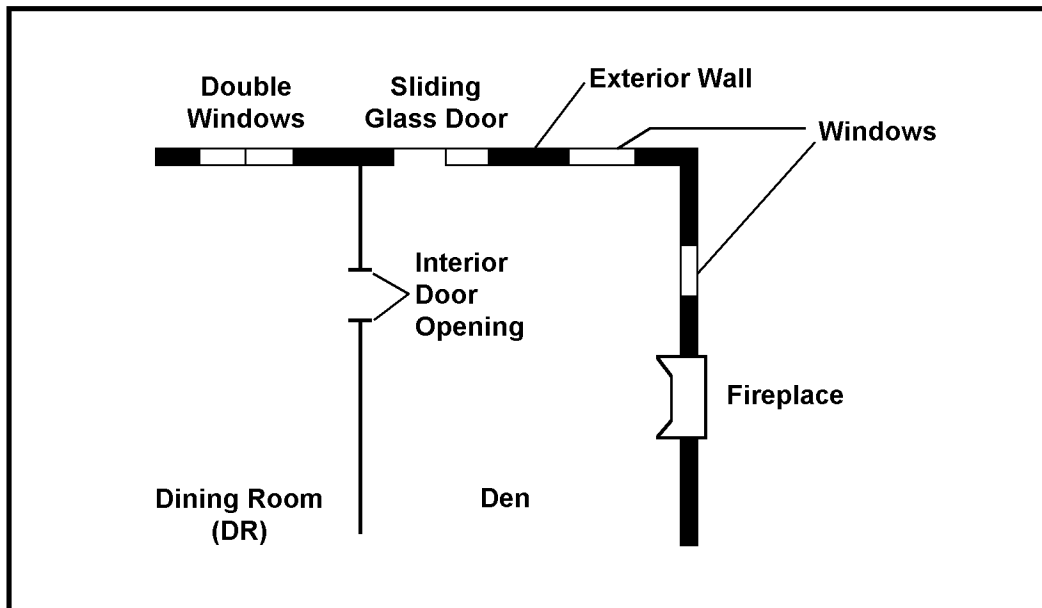 Double
Windows
Sliding
Glass Door
Exterior Wall
Windows
Interior
Door
Opening
Fireplace
Dining Room
(DR)
Den